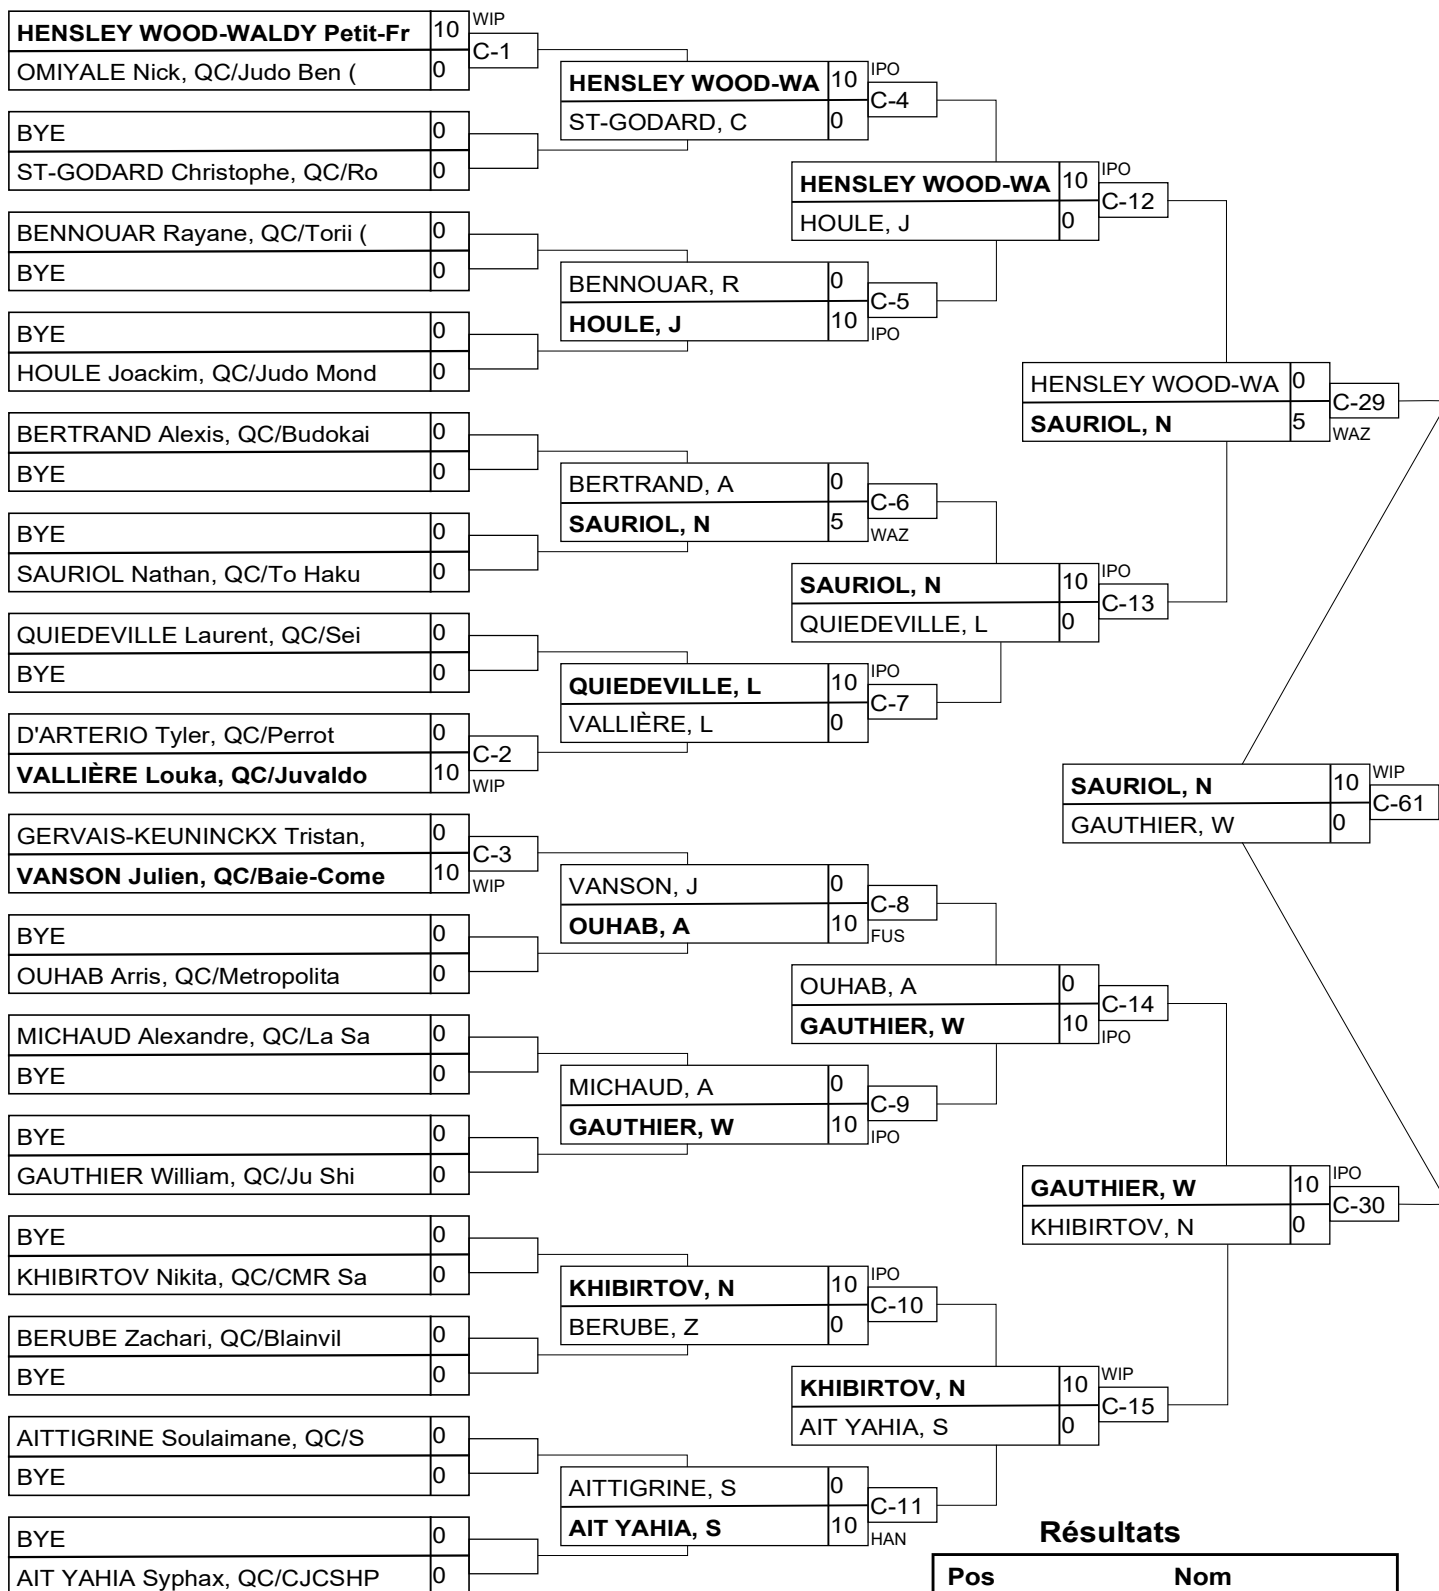 HENSLEY WOOD-WALDY Petit-Fr 10 WIP
C-1
OMIYALE Nick, QC/Judo Ben ( 0
BYE 0
ST-GODARD Christophe, QC/Ro 0
BENNOUAR Rayane, QC/Torii ( 0
BYE 0
BYE 0
HOULE Joackim, QC/Judo Mond 0
BERTRAND Alexis, QC/Budokai 0
BYE 0
BYE 0
SAURIOL Nathan, QC/To Haku 0
QUIEDEVILLE Laurent, QC/Sei 0
BYE 0
D'ARTERIO Tyler, QC/Perrot 0
C-2
VALLIÈRE Louka, QC/Juvaldo 10 WIP
GERVAIS-KEUNINCKX Tristan, 0
C-3
VANSON Julien, QC/Baie-Come 10 WIP
BYE 0
OUHAB Arris, QC/Metropolita 0
MICHAUD Alexandre, QC/La Sa 0
BYE 0
BYE 0
GAUTHIER William, QC/Ju Shi 0
BYE 0
KHIBIRTOV Nikita, QC/CMR Sa 0
BERUBE Zachari, QC/Blainvil 0
BYE 0
AITTIGRINE Soulaimane, QC/S 0
BYE 0
BYE 0
AIT YAHIA Syphax, QC/CJCSHP 0
HENSLEY WOOD-WA 10 IPO
C-4
ST-GODARD, C 0
BENNOUAR, R 0
C-5
HOULE, J 10 IPO
BERTRAND, A 0
C-6
SAURIOL, N 5 WAZ
QUIEDEVILLE, L 10 IPO
C-7
VALLIÈRE, L 0
VANSON, J 0
C-8
OUHAB, A 10 FUS
MICHAUD, A 0
C-9
GAUTHIER, W 10 IPO
KHIBIRTOV, N 10 IPO
C-10
BERUBE, Z 0
AITTIGRINE, S 0
C-11
AIT YAHIA, S 10 HAN
HENSLEY WOOD-WA 10 IPO
C-12
HOULE, J 0
SAURIOL, N 10 IPO
C-13
QUIEDEVILLE, L 0
OUHAB, A 0
C-14
GAUTHIER, W 10 IPO
KHIBIRTOV, N 10 WIP
C-15
AIT YAHIA, S 0
HENSLEY WOOD-WA 0
C-29
SAURIOL, N 5 WAZ
GAUTHIER, W 10 IPO
C-30
KHIBIRTOV, N 0
SAURIOL, N 10 WIP
C-61
GAUTHIER, W 0
Résultats
Pos Nom